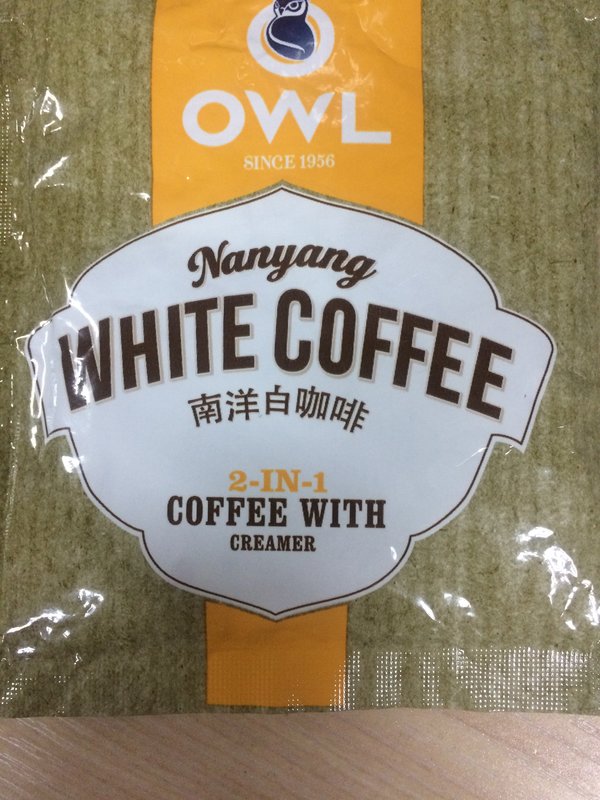 OWL
SINCE 1956
Nanyang
WHITE COFFEE
南洋白咖啡
2-IN-1
COFFEE WITH
CREAMER